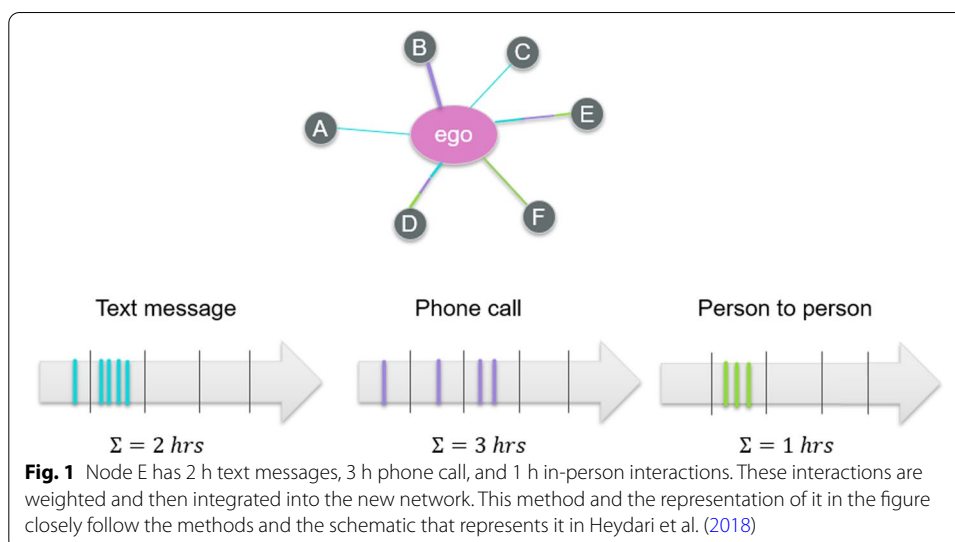 B
C
A
ego
E
D
F
Text message
Phone call
Person to person
Σ = 2 hrs
Σ = 3 hrs
Σ = 1 hrs
Fig. 1 Node E has 2 h text messages, 3 h phone call, and 1 h in-person interactions. These interactions are
weighted and then integrated into the new network. This method and the representation of it in the figure
closely follow the methods and the schematic that represents it in Heydari et al. (2018)